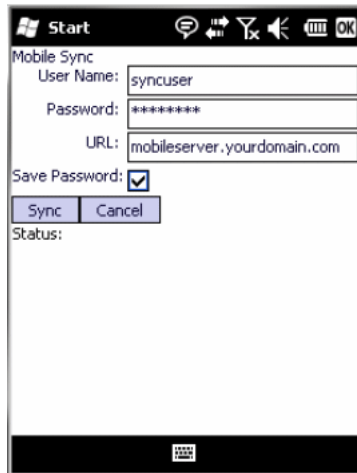 Start OK
Mobile Sync
User Name: syncuser
Password: ********
URL: mobileserver.yourdomain.com
Save Password:
Sync Cancel
Status: